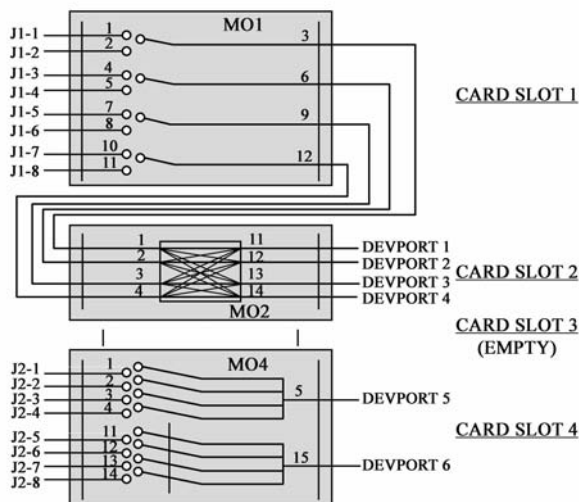 MO1
J1-1 1 3
J1-2 2
J1-3 4 6
J1-4 5
CARD SLOT 1
J1-5 7 9
J1-6 8
J1-7 10 12
J1-8 11
1 11 DEVPORT 1
2 12 DEVPORT 2
3 13 DEVPORT 3
4 14 DEVPORT 4
CARD SLOT 2
MO2
CARD SLOT 3
(EMPTY)
MO4
J2-1 1
J2-2 2
J2-3 3
J2-4 4
5 DEVPORT 5
CARD SLOT 4
J2-5 11
J2-6 12
J2-7 13
J2-8 14
15 DEVPORT 6